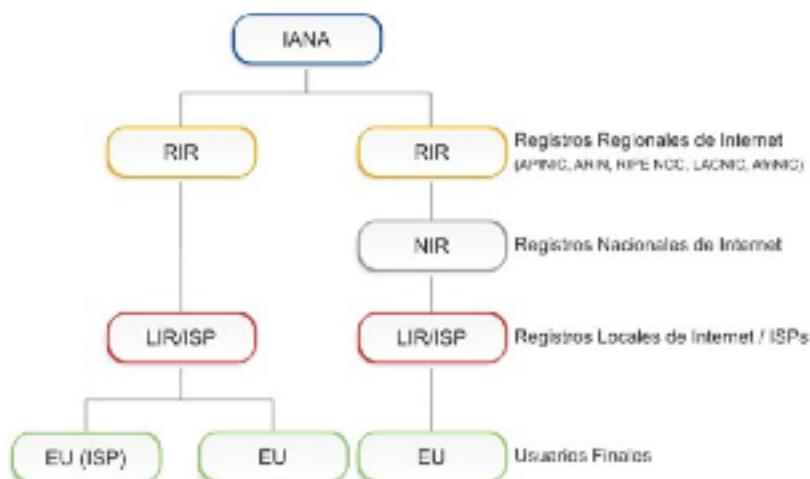 IANA
RIR
RIR
Registros Regionales de Internet
(APNIC, ARIN, RIPE NCC, LACNIC, AfriNIC)
NIR
Registros Nacionales de Internet
LIR/ISP
LIR/ISP
Registros Locales de Internet / ISPs
EU (ISP)
EU
EU
Usuarios Finales